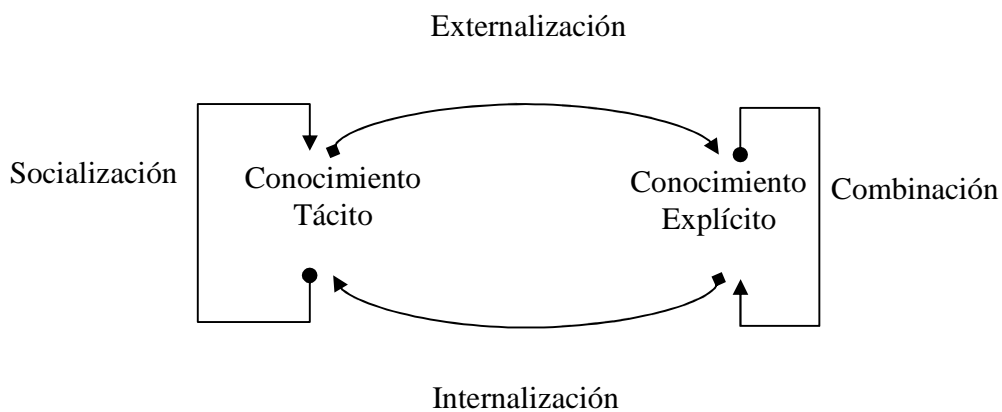 Externalización
Socialización
Conocimiento
Tácito
Conocimiento
Explícito
Combinación
Internalización